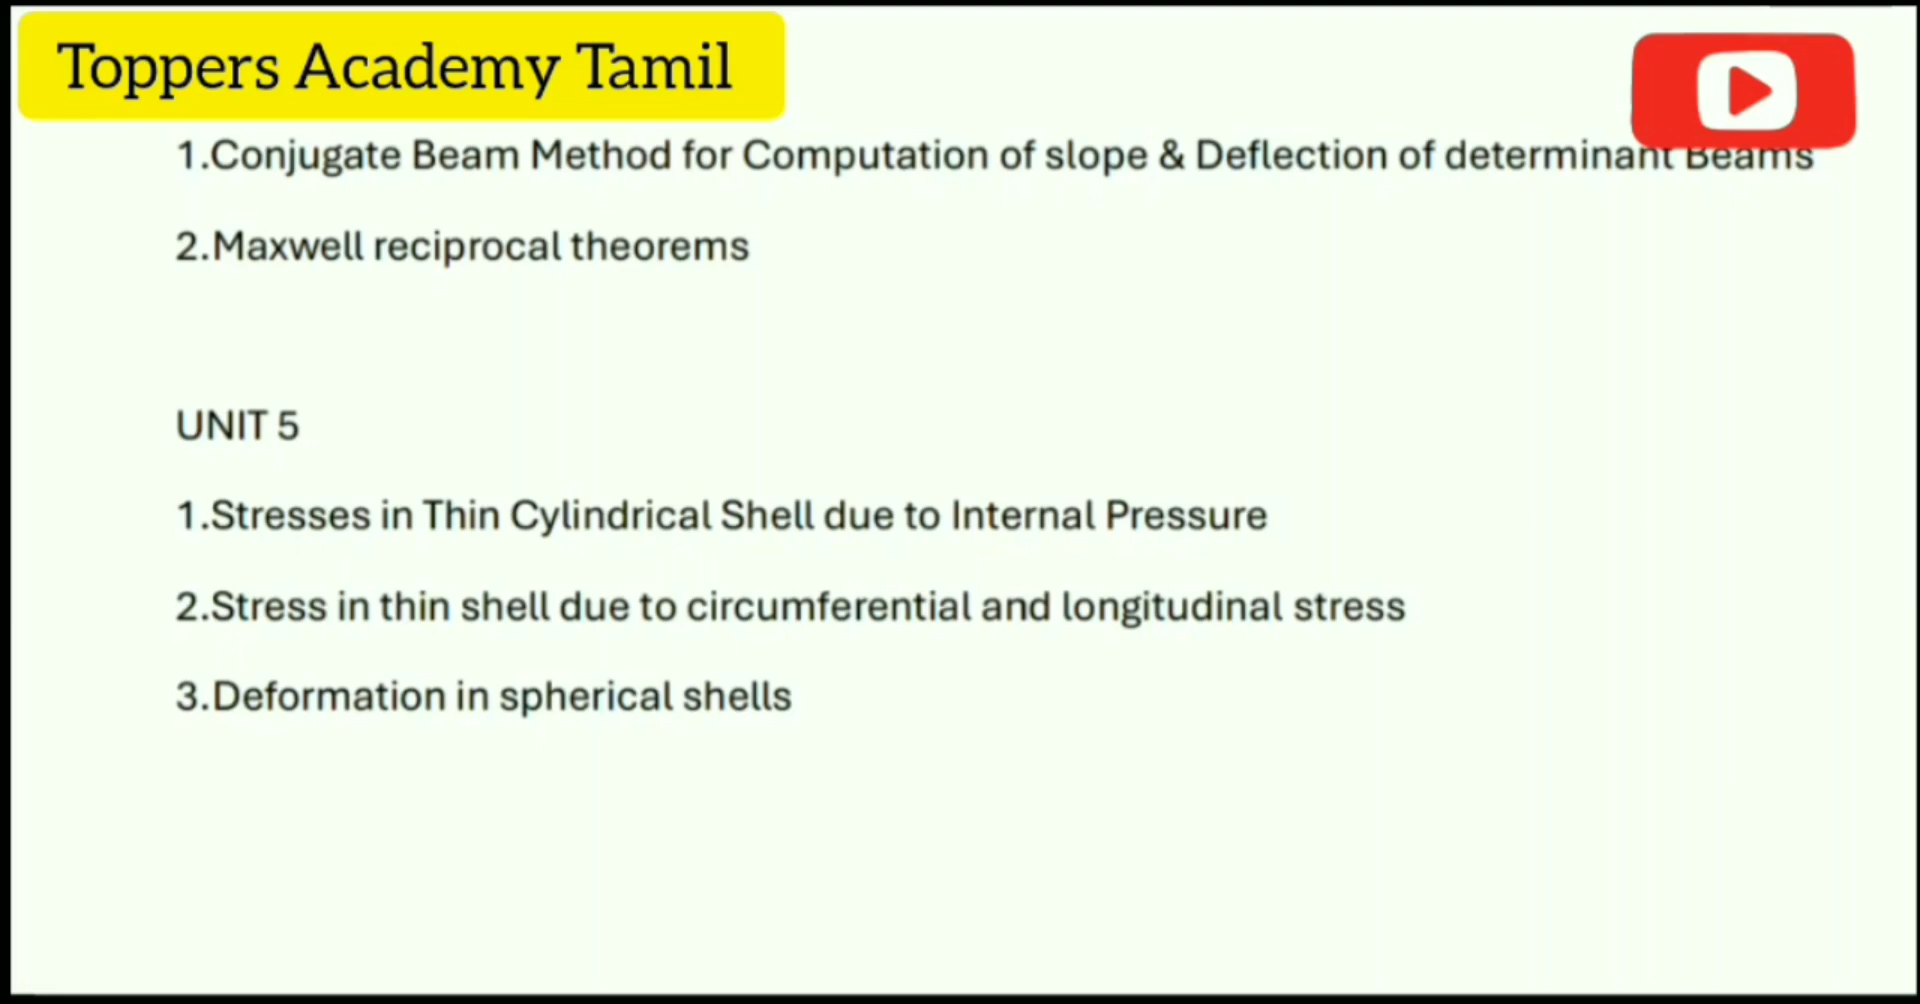 Toppers Academy Tamil
1.Conjugate Beam Method for Computation of slope & Deflection of determinant Beams
2.Maxwell reciprocal theorems
UNIT 5
1.Stresses in Thin Cylindrical Shell due to Internal Pressure
2.Stress in thin shell due to circumferential and longitudinal stress
3.Deformation in spherical shells